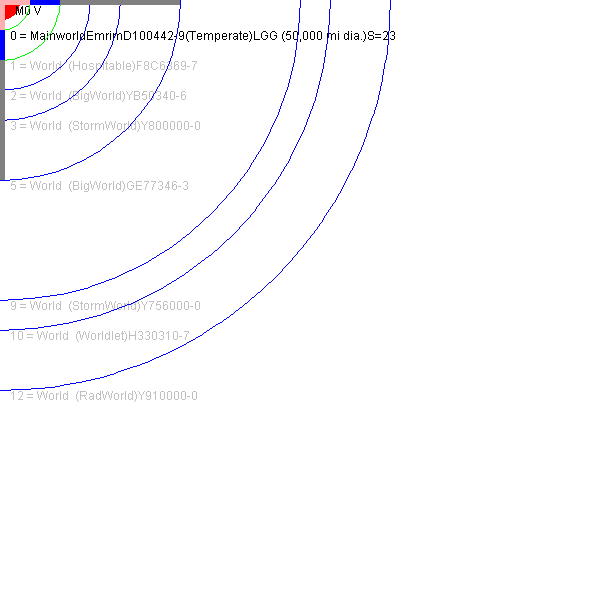 M0 V
0 = MainworldEmrimD100442-9(Temperate)LGG (50,000 mi dia.)S=23
1 = World  (Hospitable)F8C6369-7
2 = World  (BigWorld)YB50340-6
3 = World  (StormWorld)Y800000-0
5 = World  (BigWorld)GE77346-3
9 = World  (StormWorld)Y756000-0
10 = World  (Worldlet)H330310-7
12 = World  (RadWorld)Y910000-0